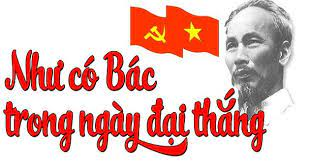 Như có Bác
trong ngày đại thắng